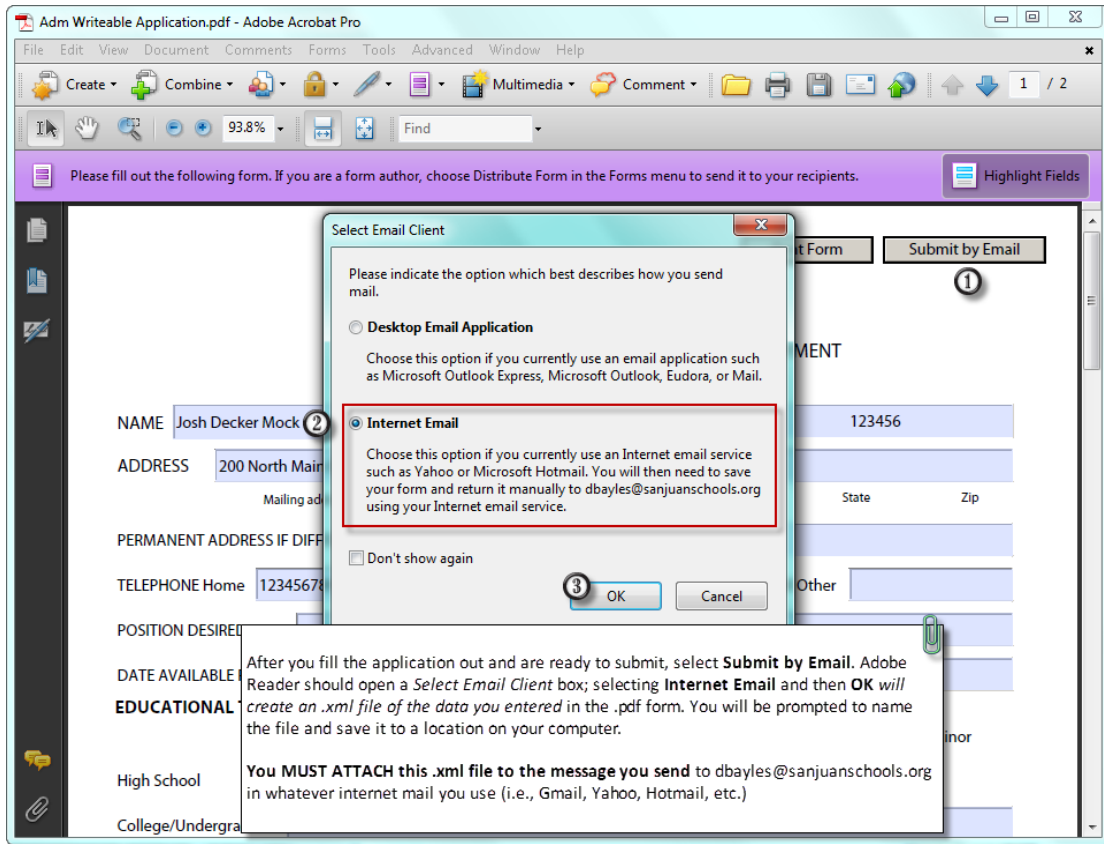 Adm Writeable Application.pdf - Adobe Acrobat Pro
File Edit View Document Comments Forms Tools Advanced Window Help
Create Combine Multimedia Comment 1 / 2
93.8% Find
Please fill out the following form. If you are a form author, choose Distribute Form in the Forms menu to send it to your recipients.
Highlight Fields
Select Email Client
Please indicate the option which best describes how you send
mail.
Desktop Email Application
Choose this option if you currently use an email application such
as Microsoft Outlook Express, Microsoft Outlook, Eudora, or Mail.
2 Internet Email
Choose this option if you currently use an Internet email service
such as Yahoo or Microsoft Hotmail. You will then need to save
your form and return it manually to dbayles@sanjuanschools.org
using your Internet email service.
Don't show again
3 OK Cancel
t Form Submit by Email
1
MENT
NAME Josh Decker Mock 123456
ADDRESS 200 North Main
Mailing ad State Zip
PERMANENT ADDRESS IF DIFF
TELEPHONE Home 12345678 Other
POSITION DESIRED
DATE AVAILABLE
EDUCATIONAL
inor
High School
College/Undergra
After you fill the application out and are ready to submit, select Submit by Email. Adobe
Reader should open a Select Email Client box; selecting Internet Email and then OK will
create an .xml file of the data you entered in the .pdf form. You will be prompted to name
the file and save it to a location on your computer.
You MUST ATTACH this .xml file to the message you send to dbayles@sanjuanschools.org
in whatever internet mail you use (i.e., Gmail, Yahoo, Hotmail, etc.)